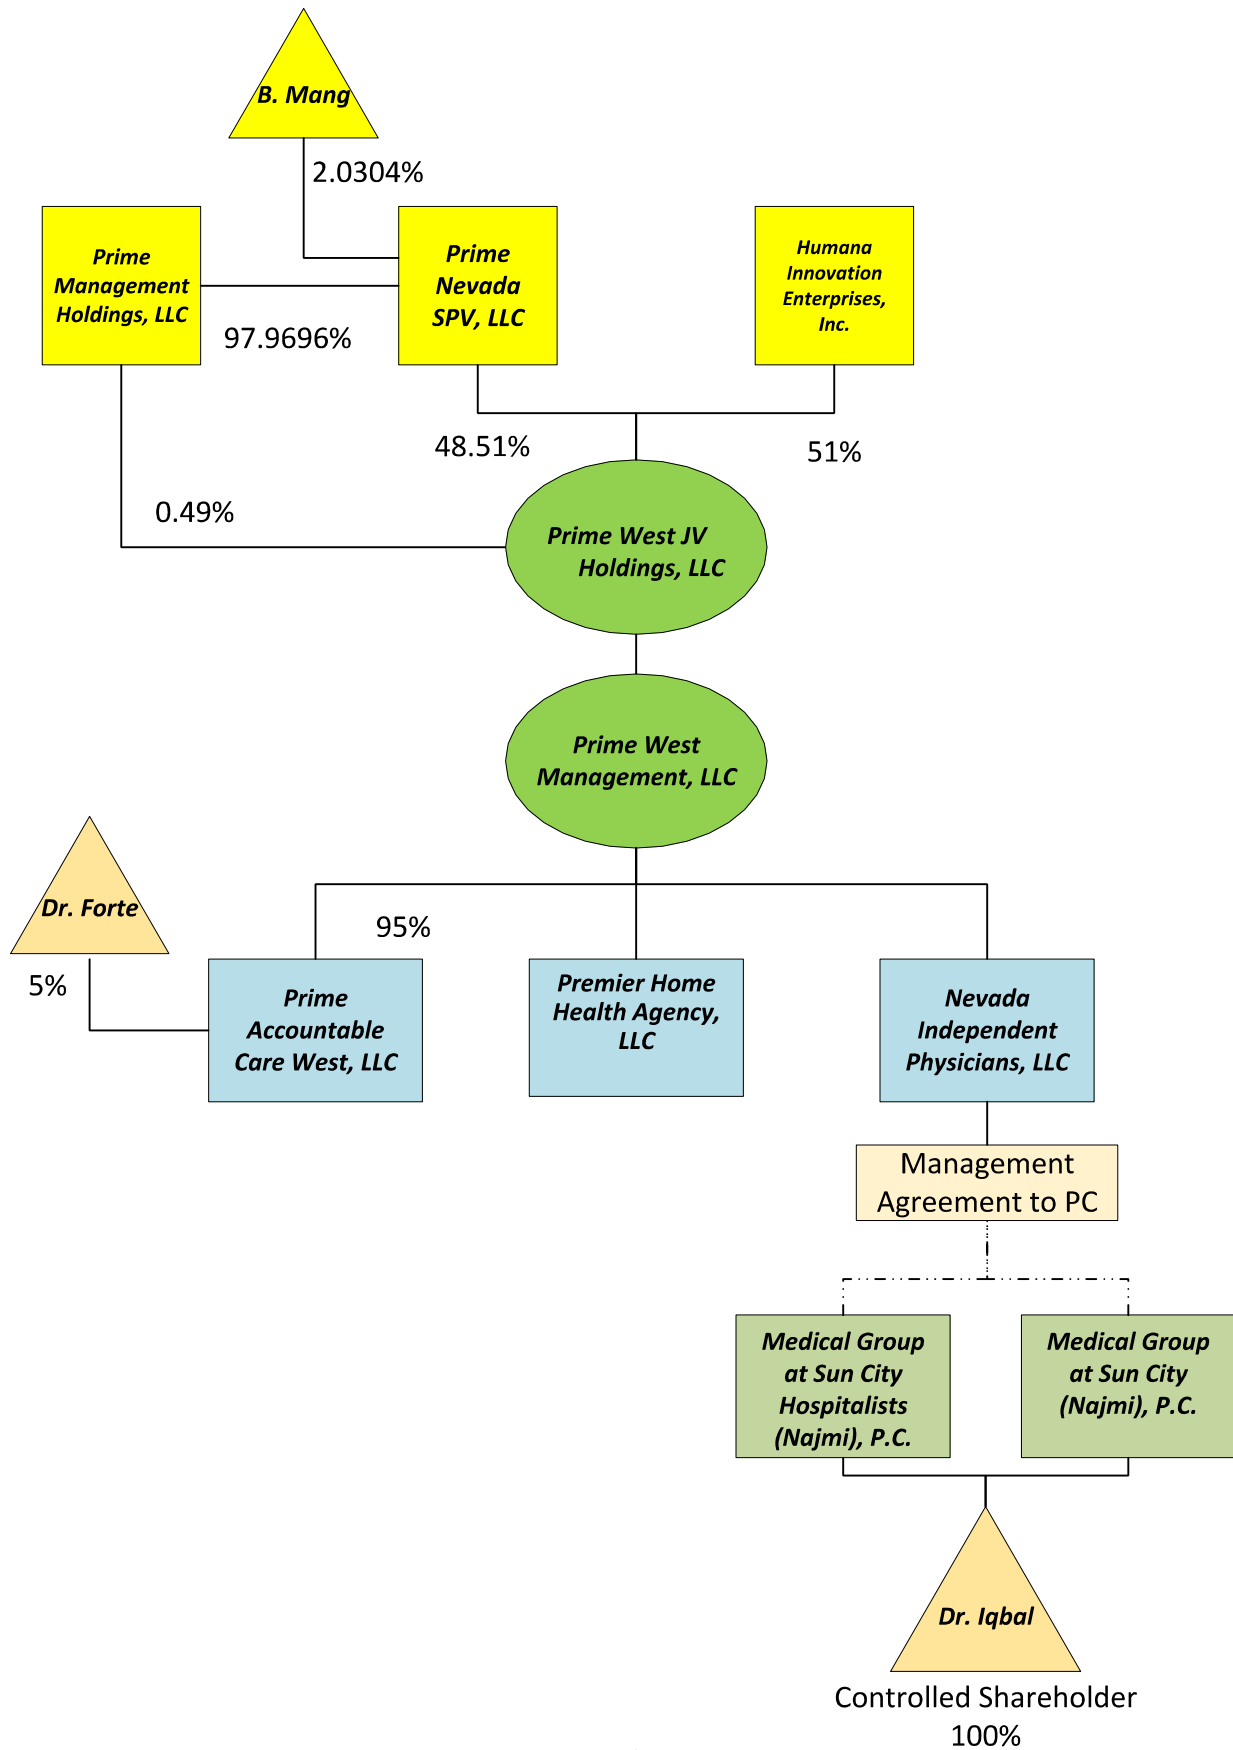 B. Mang
2.0304%
Prime
Management
Holdings, LLC
Prime
Nevada
SPV, LLC
Humana
Innovation
Enterprises,
Inc.
97.9696%
48.51%
51%
0.49%
Prime West JV
Holdings, LLC
Prime West
Management, LLC
Dr. Forte
95%
5%
Prime
Accountable
Care West, LLC
Premier Home
Health Agency,
LLC
Nevada
Independent
Physicians, LLC
Management
Agreement to PC
Medical Group
at Sun City
Hospitalists
(Najmi), P.C.
Medical Group
at Sun City
(Najmi), P.C.
Dr. Iqbal
Controlled Shareholder
100%